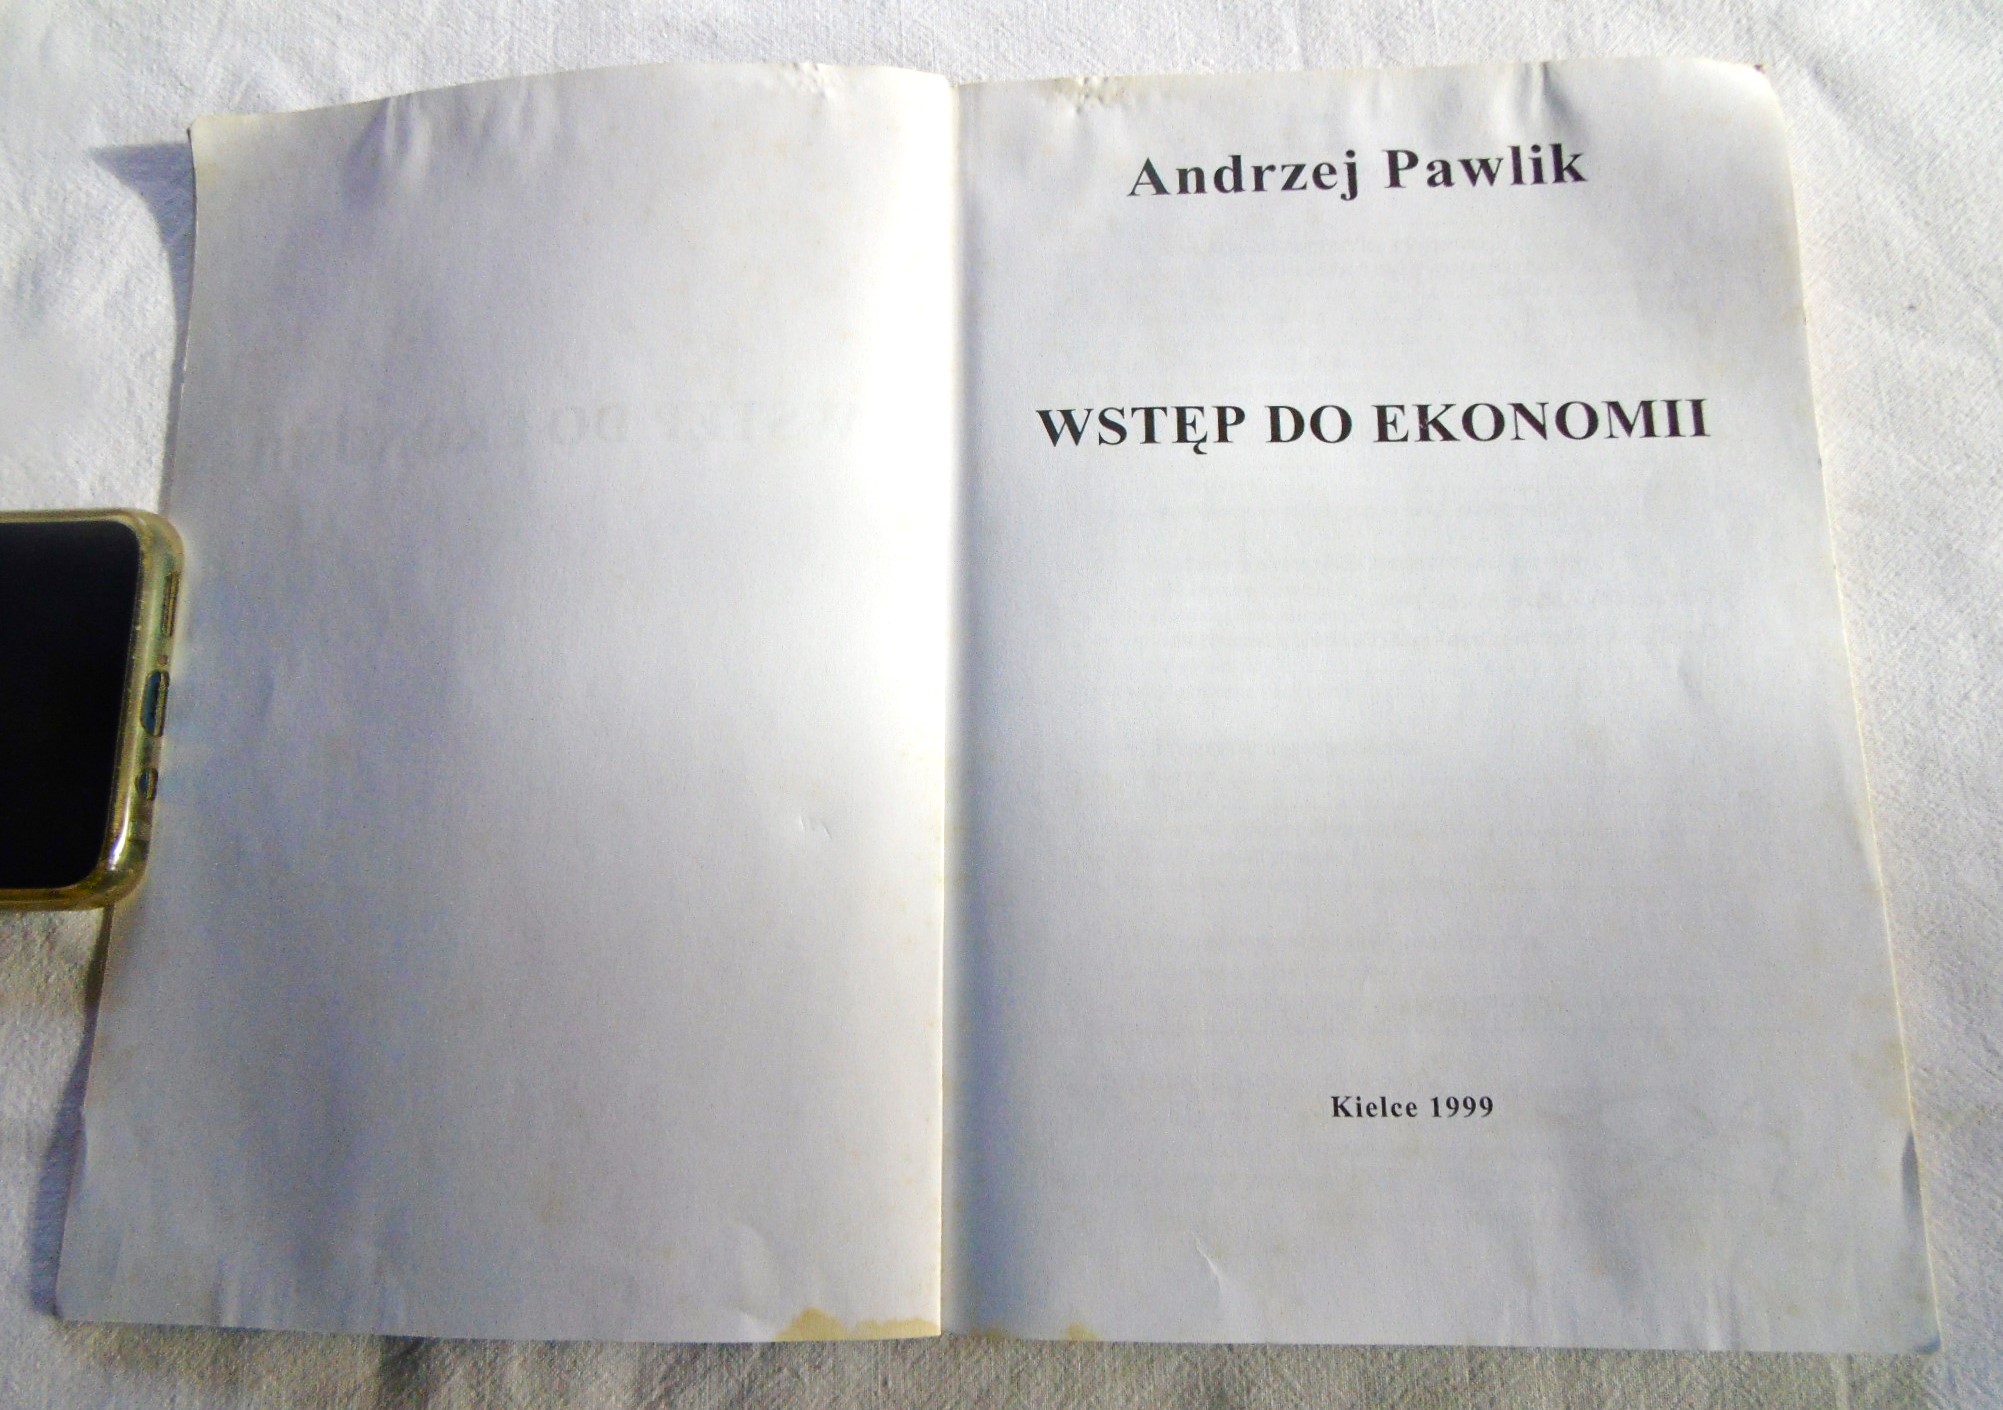 Andrzej Pawlik
WSTĘP DO EKONOMII
Kielce 1999